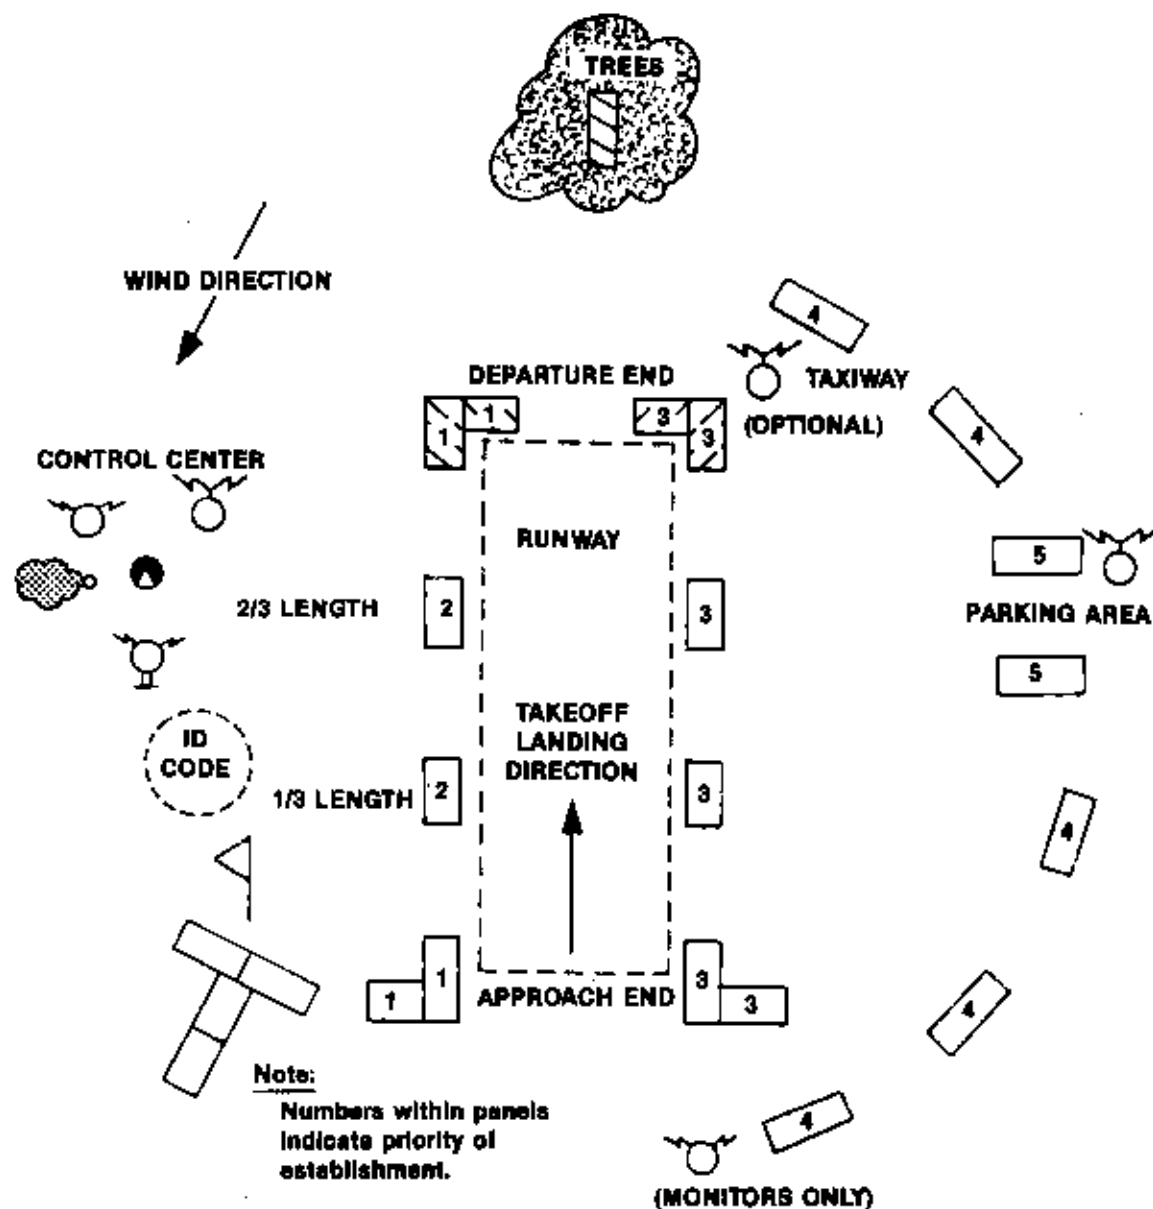 TREES
WIND DIRECTION
4
DEPARTURE END
TAXIWAY
(OPTIONAL)
1
1
3
3
4
CONTROL CENTER
RUNWAY
5
PARKING AREA
2/3 LENGTH
2
3
5
TAKEOFF
LANDING
DIRECTION
ID
CODE
1/3 LENGTH
2
3
4
1
1
APPROACH END
3
3
4
Note:
Numbers within panels
indicate priority of
establishment.
4
(MONITORS ONLY)